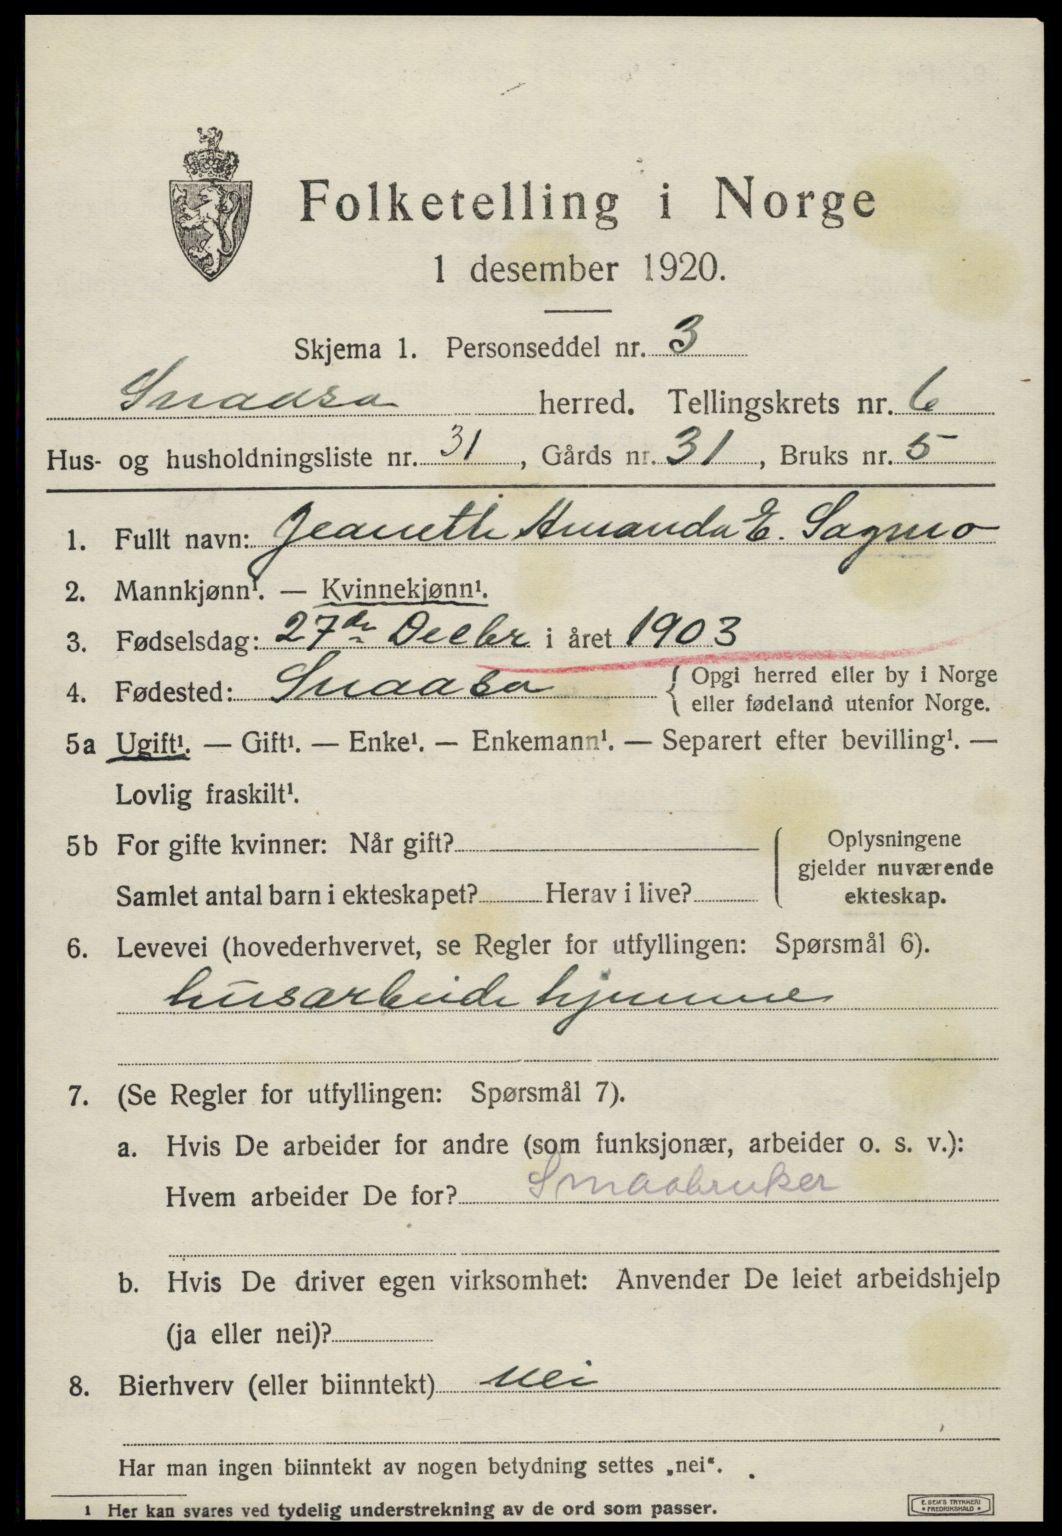 Folketelling i Norge
1 desember 1920.
Skjema 1. Personseddel nr. 3
Snaasa herred. Tellingskrets nr. 6
Hus- og husholdningsliste nr. 31, Gårds nr. 31, Bruks nr. 5
1. Fullt navn: Jeanethe Amanda E. Sagmo
2. Mannkjønn¹. — Kvinnekjønn¹.
3. Fødselsdag: 27de Decbr i året 1903
4. Fødested: Snaasa { Opgi herred eller by i Norge
eller fødeland utenfor Norge.
5a Ugift¹. — Gift¹. — Enke¹. — Enkemann¹. — Separert efter bevilling¹. —
Lovlig fraskilt¹.
5b For gifte kvinner: Når gift?
Samlet antal barn i ekteskapet? Herav i live?
Oplysningene
gjelder nuværende
ekteskap.
6. Levevei (hovederhvervet, se Regler for utfyllingen: Spørsmål 6).
husarbeide hjemme
7. (Se Regler for utfyllingen: Spørsmål 7).
a. Hvis De arbeider for andre (som funksjonær, arbeider o. s. v.):
Hvem arbeider De for? Smaabruker
b. Hvis De driver egen virksomhet: Anvender De leiet arbeidshjelp
(ja eller nei)?
8. Bierhverv (eller biinntekt) nei
Har man ingen biinntekt av nogen betydning settes „nei“.
1 Her kan svares ved tydelig understrekning av de ord som passer.
E. SEM'S TRYKKERI
• FREDRIKSHALD •